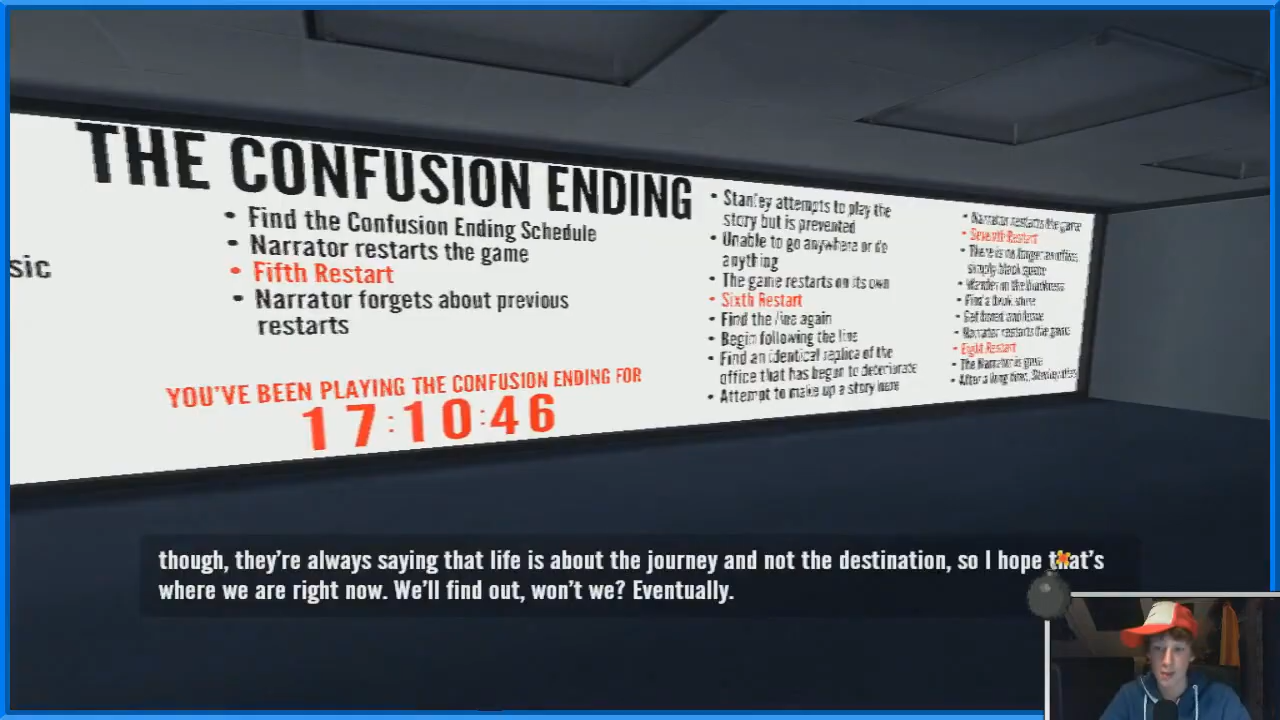 sic
THE CONFUSION ENDING
• Find the Confusion Ending Schedule
• Narrator restarts the game
• Fifth Restart
• Narrator forgets about previous
restarts
YOU'VE BEEN PLAYING THE CONFUSION ENDING FOR
17:10:46
• Stanley attempts to play the
story but is prevented
• Unable to go anywhere or do
anything
• The game restarts on its own
• Sixth Restart
• Find the line again
• Begin following the line
• Find an identical replica of the
office that has begun to deteriorate
• Attempt to make up a story here
• Narrator restarts the game
• Seventh Restart
• There is no longer an office,
simply black space
• Wander in the blackness
• Find a
• Get bored and leave
• Narrator restarts the game
• Eight Restart
• The Narrator is gone
• After a long time, Stanley dies
though, they're always saying that life is about the journey and not the destination, so I hope that's
where we are right now. We'll find out, won't we? Eventually.